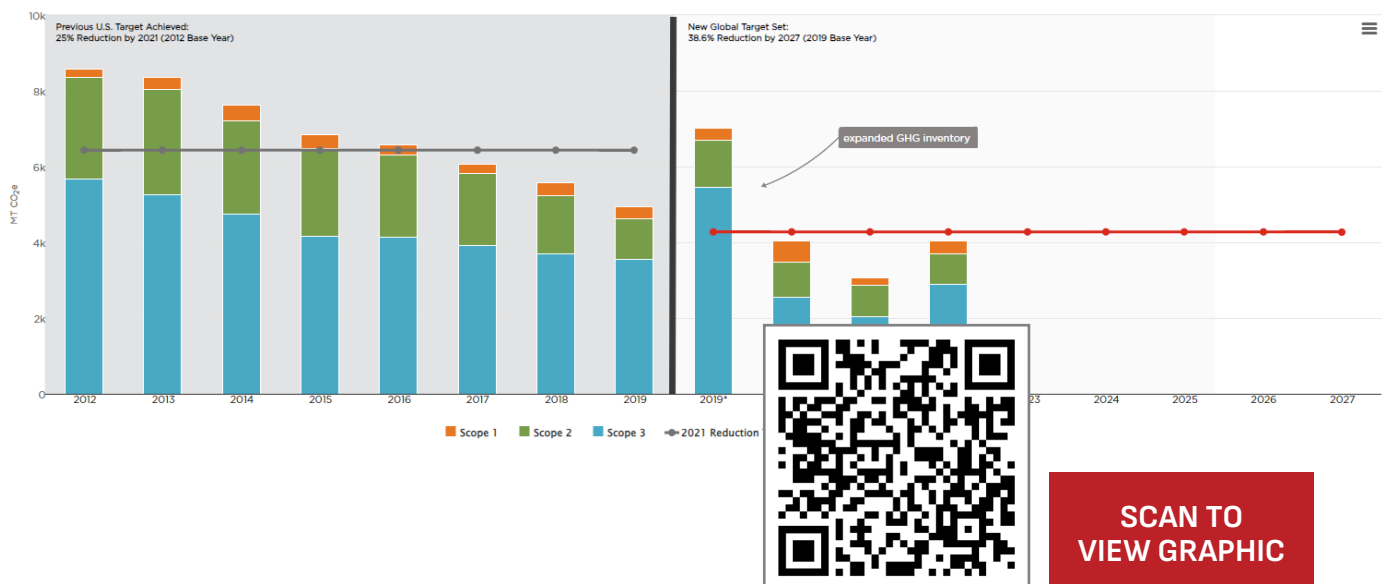 10k
Previous U.S. Target Achieved:
25% Reduction by 2021 (2012 Base Year)
New Global Target Set:
38.6% Reduction by 2027 (2019 Base Year)
8k
expanded GHG inventory
6k
MT CO₂e
4k
2k
0
2012 2013 2014 2015 2016 2017 2018 2019 2019* 23 2024 2025 2026 2027
Scope 1 Scope 2 Scope 3 2021 Reduction
SCAN TO
VIEW GRAPHIC